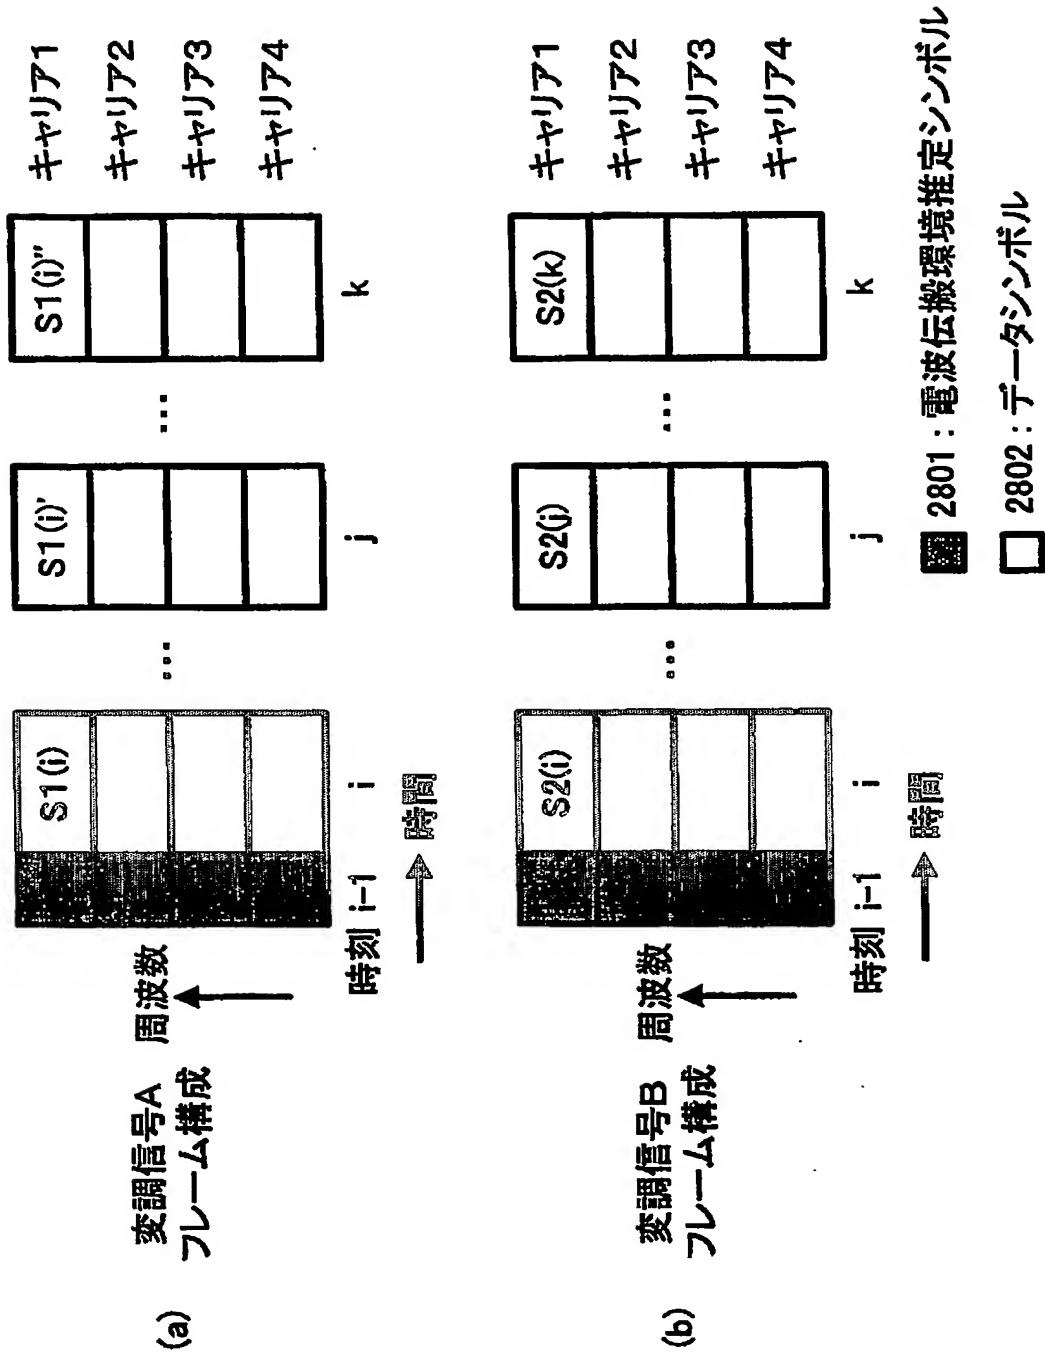 (a)
変調信号A
フレーム構成
周波数
S1(i)
…
S1(i)'
…
S1(i)''
キャリア1
キャリア2
キャリア3
キャリア4
時刻 i-1
i
j
k
時間
(b)
変調信号B
フレーム構成
周波数
S2(i)
…
S2(j)
…
S2(k)
キャリア1
キャリア2
キャリア3
キャリア4
時刻 i-1
i
j
k
時間
2801:電波伝搬環境推定シンボル
2802:データシンボル